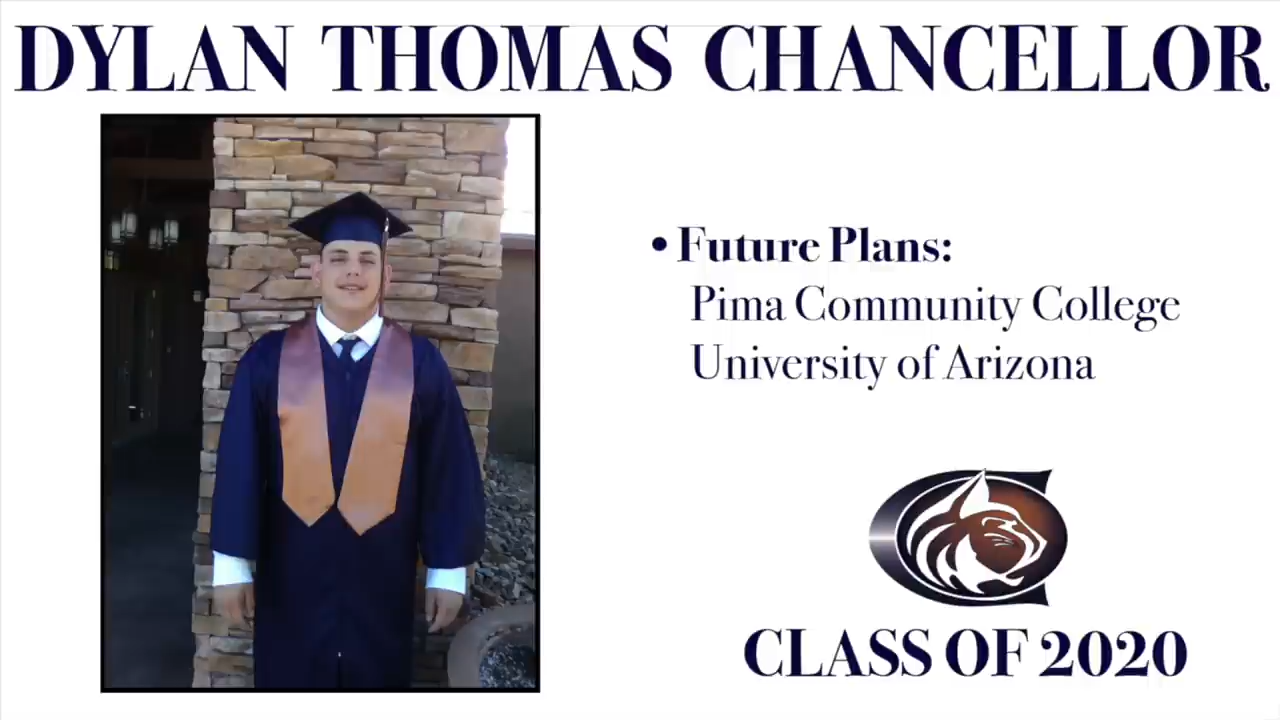 DYLAN THOMAS CHANCELLOR
• Future Plans:
Pima Community College
University of Arizona
CLASS OF 2020